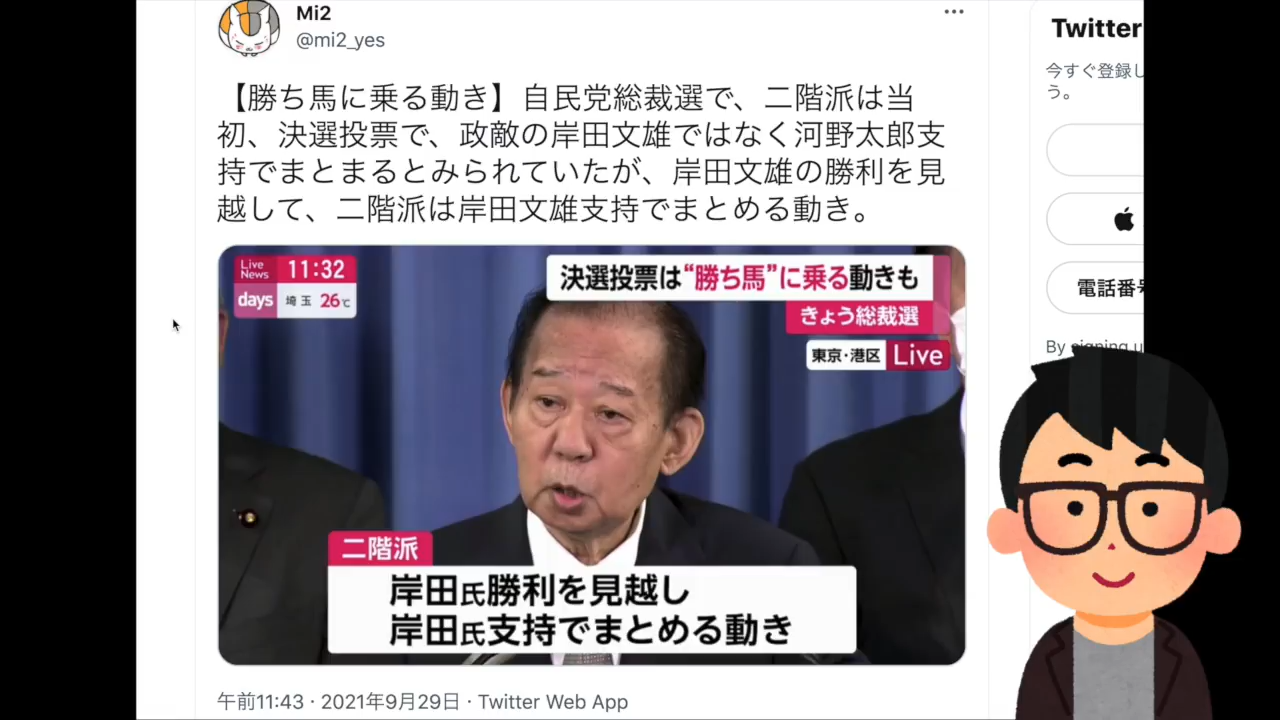 Mi2
@mi2_yes
【勝ち馬に乗る動き】自民党総裁選で、二階派は当
初、決選投票で、政敵の岸田文雄ではなく河野太郎支
持でまとまるとみられていたが、岸田文雄の勝利を見
越して、二階派は岸田文雄支持でまとめる動き。
Live News 11:32
days 埼玉 26℃
決選投票は“勝ち馬”に乗る動きも
きょう総裁選
東京・港区 Live
二階派
岸田氏勝利を見越し
岸田氏支持でまとめる動き
午前11:43 · 2021年9月29日 · Twitter Web App
Twitter
今すぐ登録し
う。
電話番号
By signing u